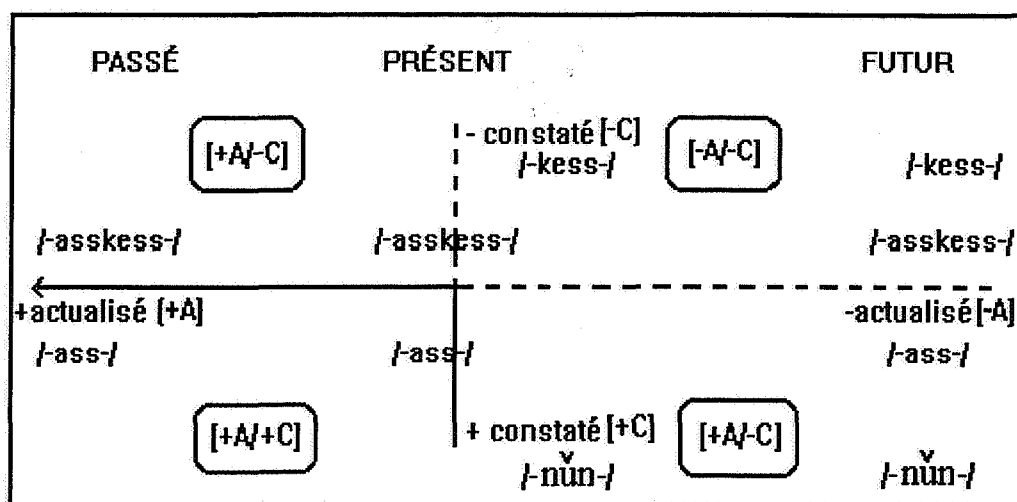 PASSÉ PRÉSENT FUTUR
- constaté [-C]
[+A/-C] /-kess-/ [-A/-C] /-kess-/
/-asskess-/ /-asskess-/ /-asskess-/
+actualisé [+A] -actualisé [-A]
/-ass-/ /-ass-/ /-ass-/
[+A/+C] + constaté [+C] [+A/-C]
/-nŭn-/ /-nŭn-/